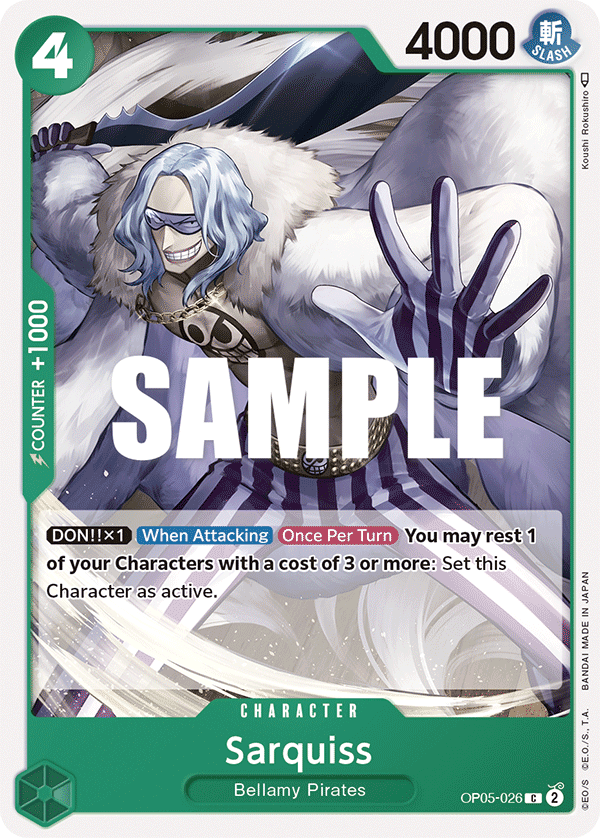 4
4000
斬
SLASH
Koushi Rokushiro
COUNTER +1000
SAMPLE
DON!!×1 When Attacking Once Per Turn You may rest 1
of your Characters with a cost of 3 or more: Set this
Character as active.
CHARACTER
Sarquiss
Bellamy Pirates
OP05-026 C 2
©EO/S ©E.O./S., T.A. BANDAI MADE IN JAPAN